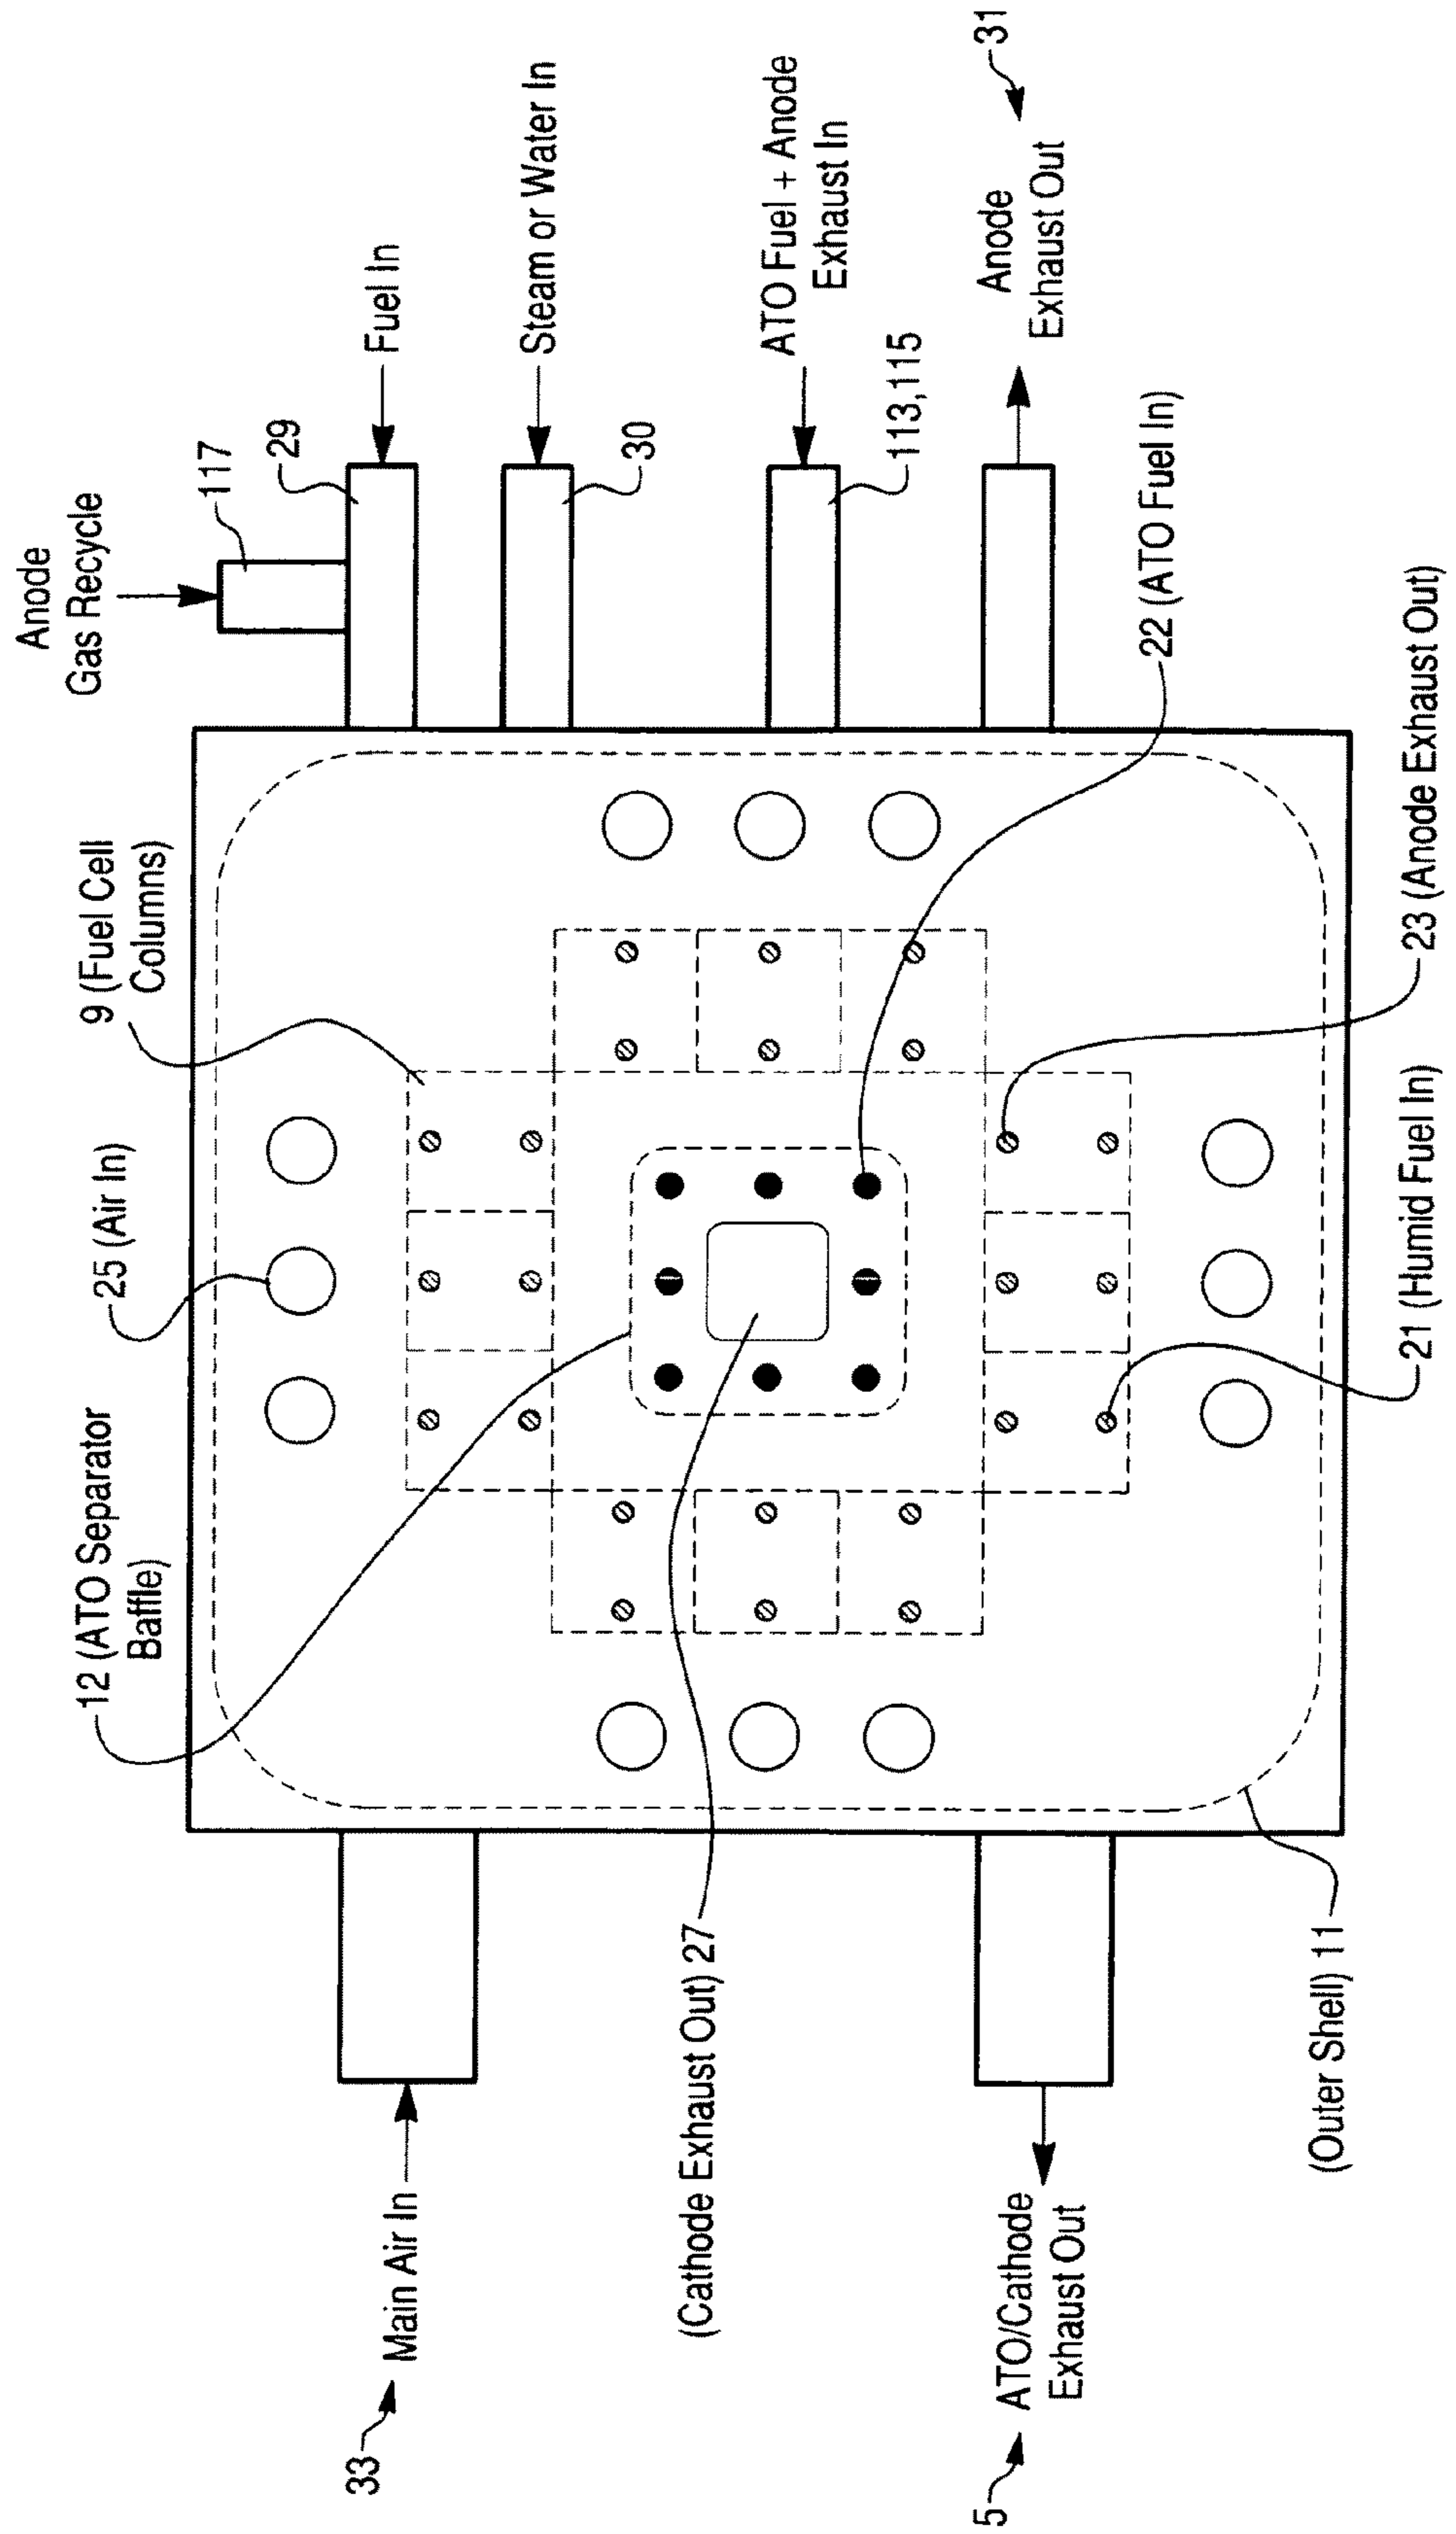 33
Main Air In
5
ATO/Cathode
Exhaust Out
(Cathode Exhaust Out) 27
(Outer Shell) 11
12 (ATO Separator
Baffle)
25 (Air In)
9 (Fuel Cell
Columns)
21 (Humid Fuel In)
23 (Anode Exhaust Out)
22 (ATO Fuel In)
Anode
Gas Recycle
117
29
Fuel In
30
Steam or Water In
113,115
ATO Fuel + Anode
Exhaust In
Anode
Exhaust Out
31